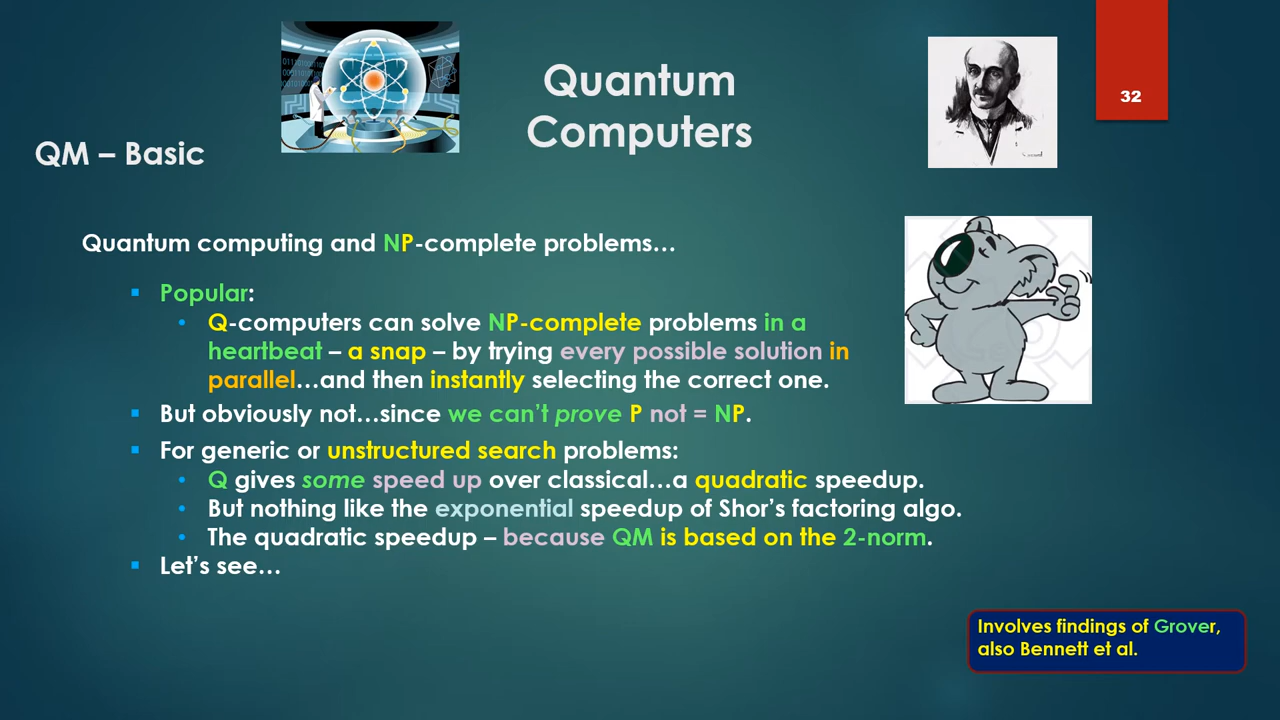 Quantum
Computers
32
QM – Basic
Quantum computing and NP-complete problems…
▪ Popular:
• Q-computers can solve NP-complete problems in a
heartbeat – a snap – by trying every possible solution in
parallel…and then instantly selecting the correct one.
▪ But obviously not…since we can't prove P not = NP.
▪ For generic or unstructured search problems:
• Q gives some speed up over classical…a quadratic speedup.
• But nothing like the exponential speedup of Shor's factoring algo.
• The quadratic speedup – because QM is based on the 2-norm.
▪ Let's see…
Involves findings of Grover,
also Bennett et al.